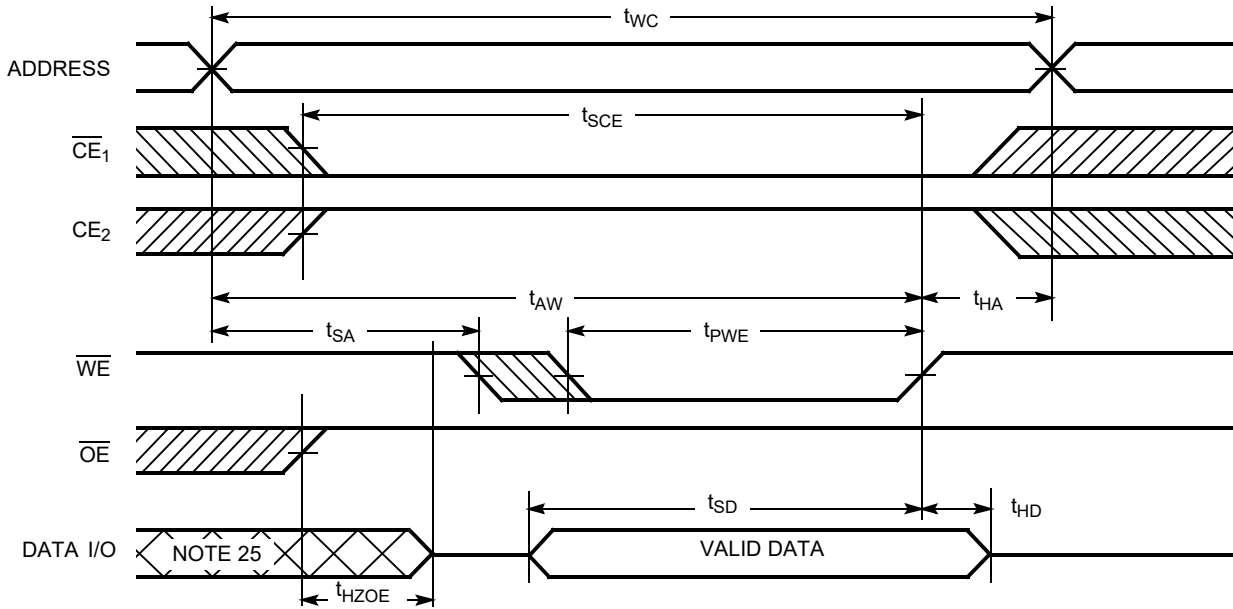 tWC
ADDRESS
tSCE
CE1
CE2
tAW
tHA
tSA
tPWE
WE
OE
tSD
tHD
DATA I/O
NOTE 25
VALID DATA
tHZOE